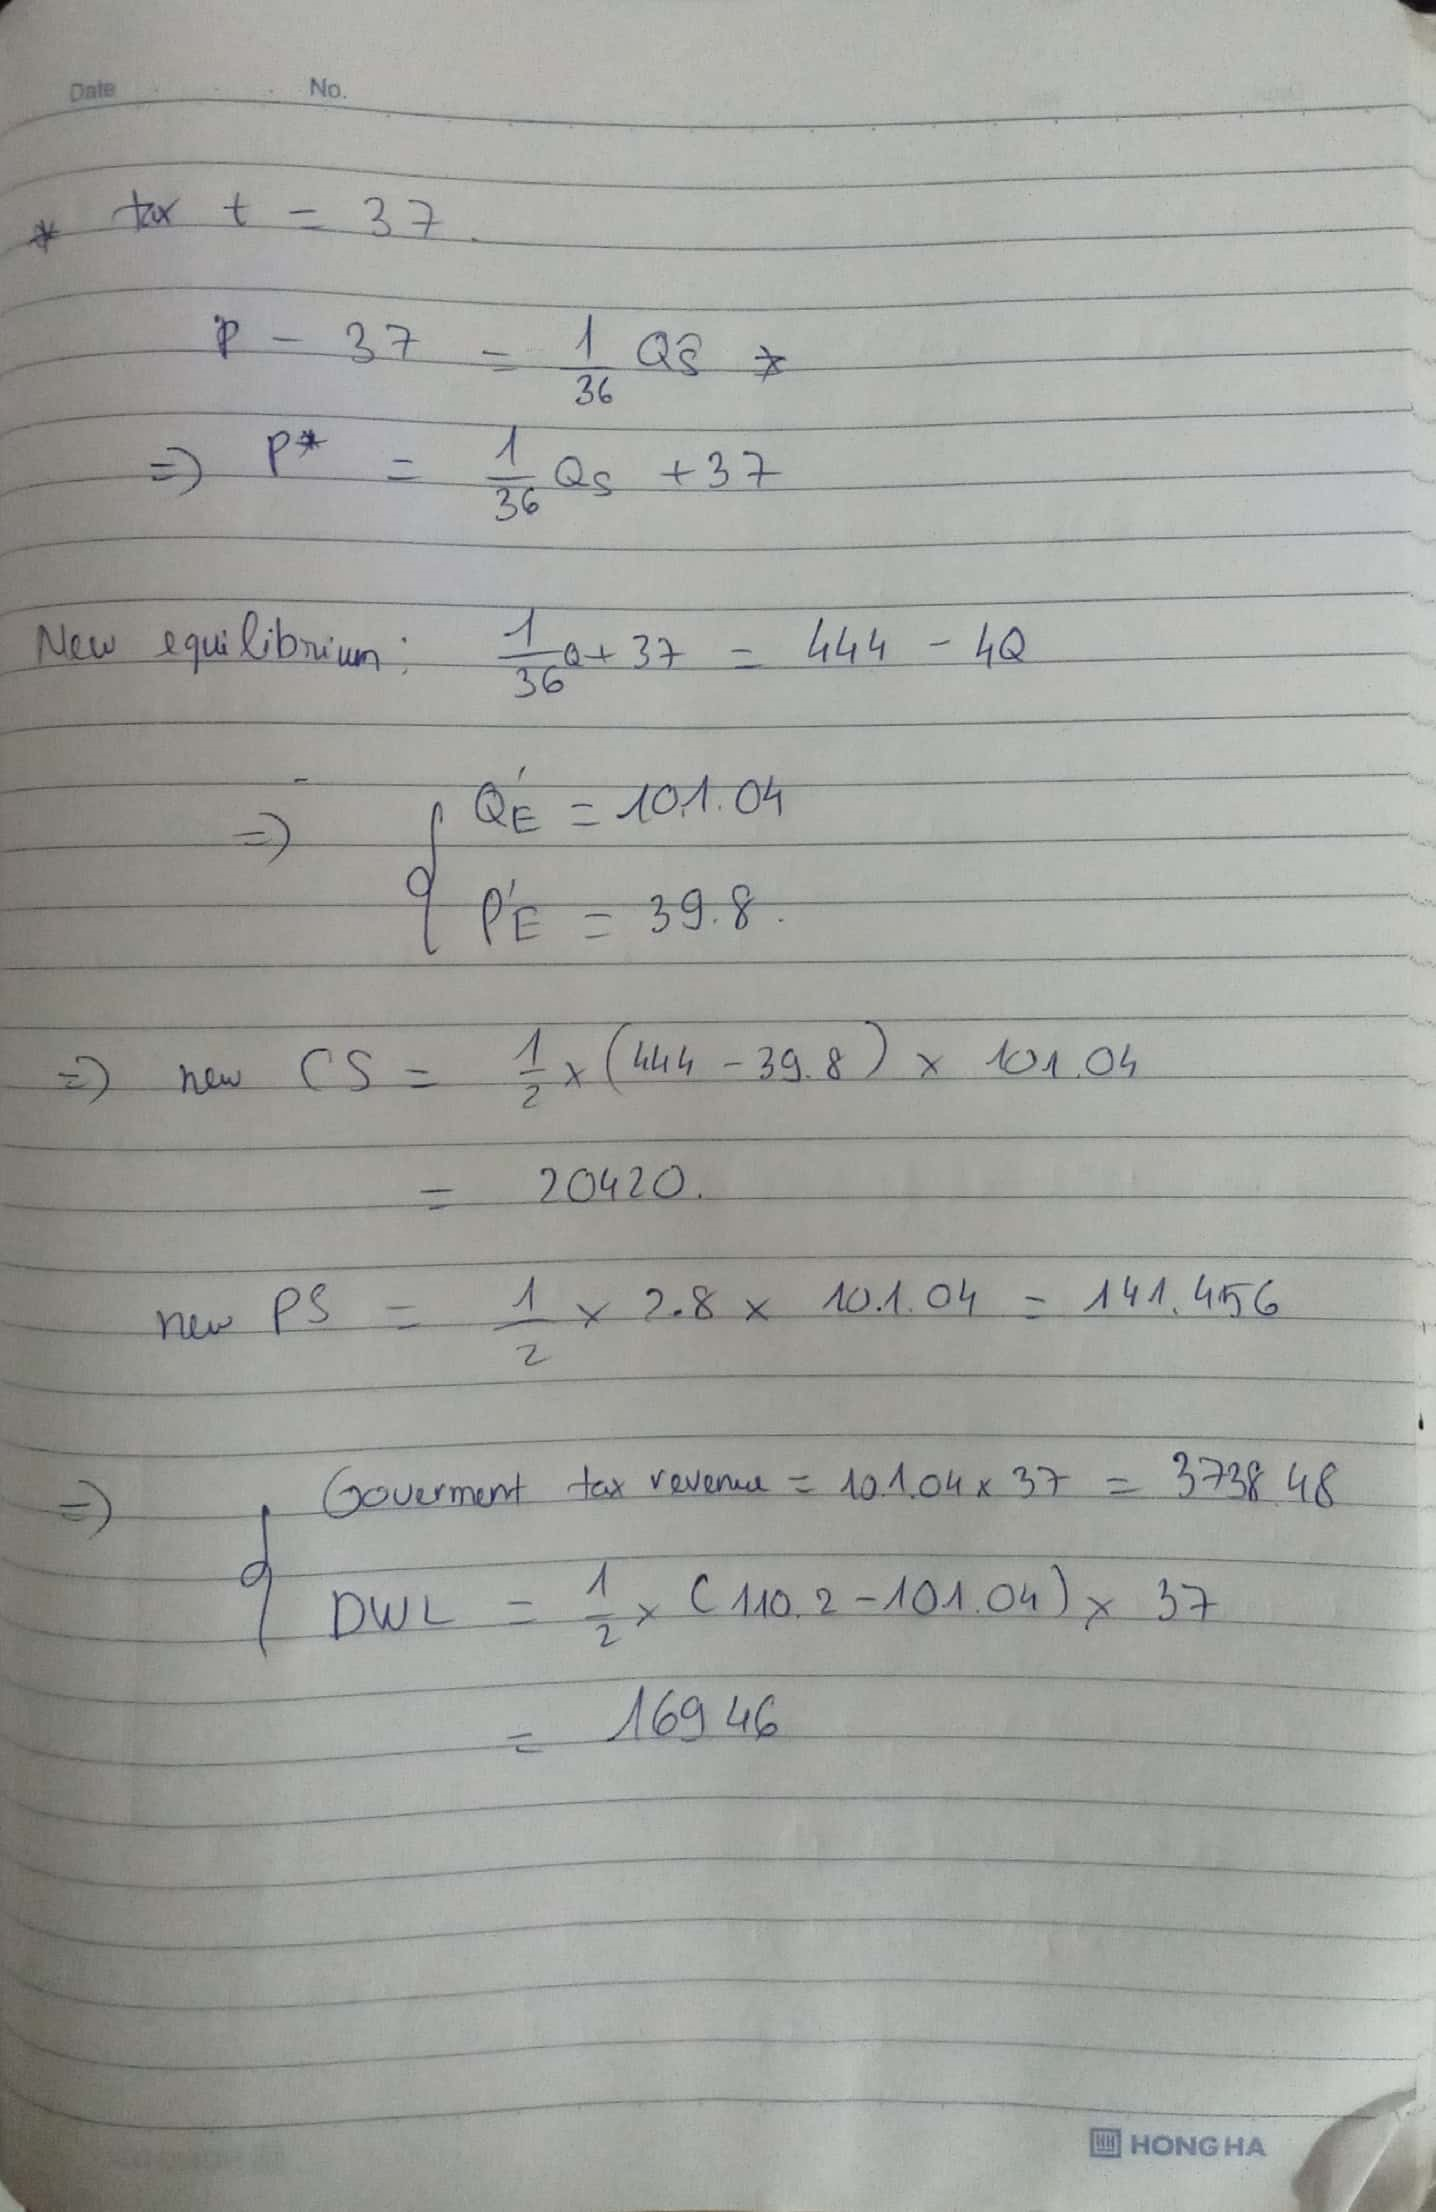 Date No.
* tax t = 37.
P - 37 = 1/36 QS *
=> P* = 1/36 QS + 37
New equilibrium: 1/36 Q + 37 = 444 - 4Q
=> { Q'E = 101.04
P'E = 39.8.
=> new CS = 1/2 x (444 - 39.8) x 101.04
= 20420.
new PS = 1/2 x 2.8 x 101.04 = 141.456
=> { Gouverment tax revenue = 101.04 x 37 = 3738.48
DWL = 1/2 x (110.2 - 101.04) x 37
= 169 46
HONG HA